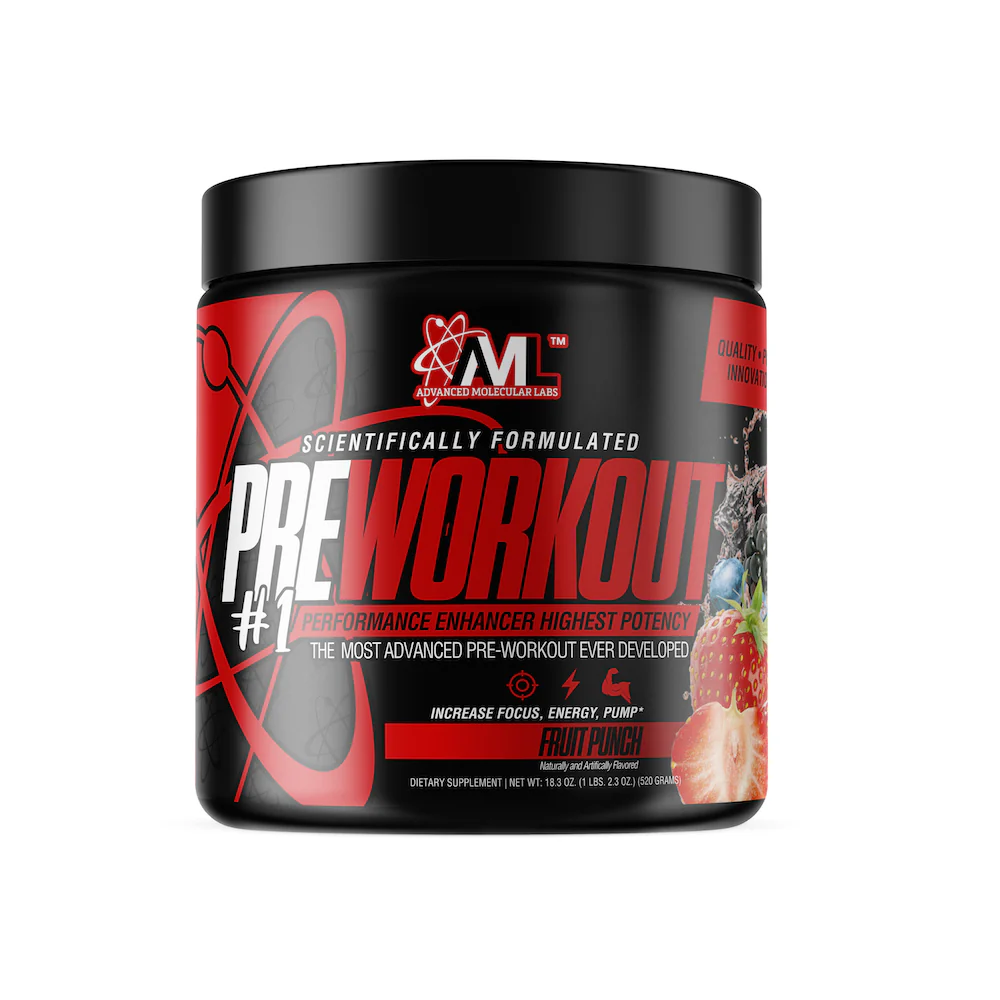 AML™
ADVANCED MOLECULAR LABS
QUALITY •
SCIENTIFICALLY FORMULATED
PREWORKOUT
#1 PERFORMANCE ENHANCER HIGHEST POTENCY
THE MOST ADVANCED PRE-WORKOUT EVER DEVELOPED
INCREASE FOCUS, ENERGY, PUMP*
FRUIT PUNCH
Naturally and Artificially Flavored
DIETARY SUPPLEMENT | NET WT: 18.3 OZ. (1 LBS. 2.3 OZ.) (520 GRAMS)